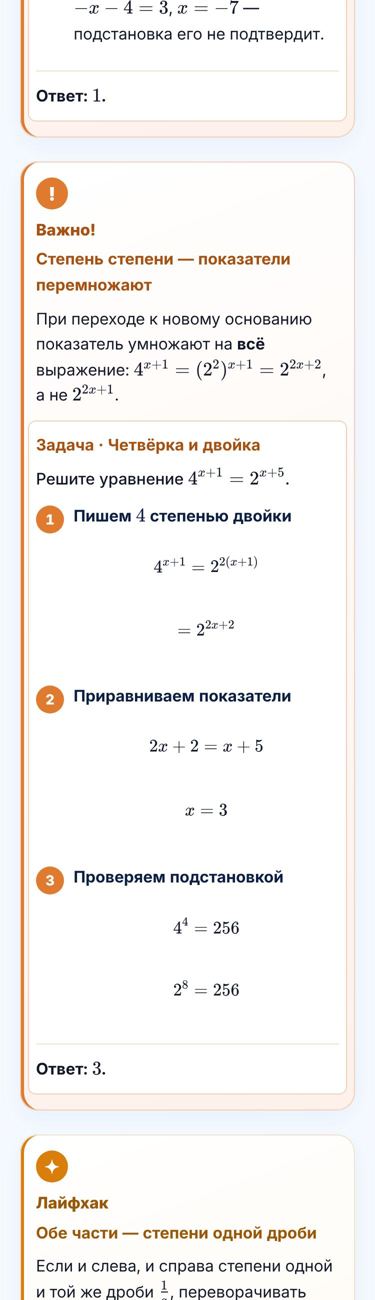 −x − 4 = 3, x = −7 —
подстановка его не подтвердит.
Ответ: 1.
!
Важно!
Степень степени — показатели
перемножают
При переходе к новому основанию
показатель умножают на всё
выражение: 4^{x+1} = (2^2)^{x+1} = 2^{2x+2},
а не 2^{2x+1}.
Задача · Четвёрка и двойка
Решите уравнение 4^{x+1} = 2^{x+5}.
1 Пишем 4 степенью двойки
4^{x+1} = 2^{2(x+1)}
= 2^{2x+2}
2 Приравниваем показатели
2x + 2 = x + 5
x = 3
3 Проверяем подстановкой
4^4 = 256
2^8 = 256
Ответ: 3.
Лайфхак
Обе части — степени одной дроби
Если и слева, и справа степени одной
и той же дроби переворачивать